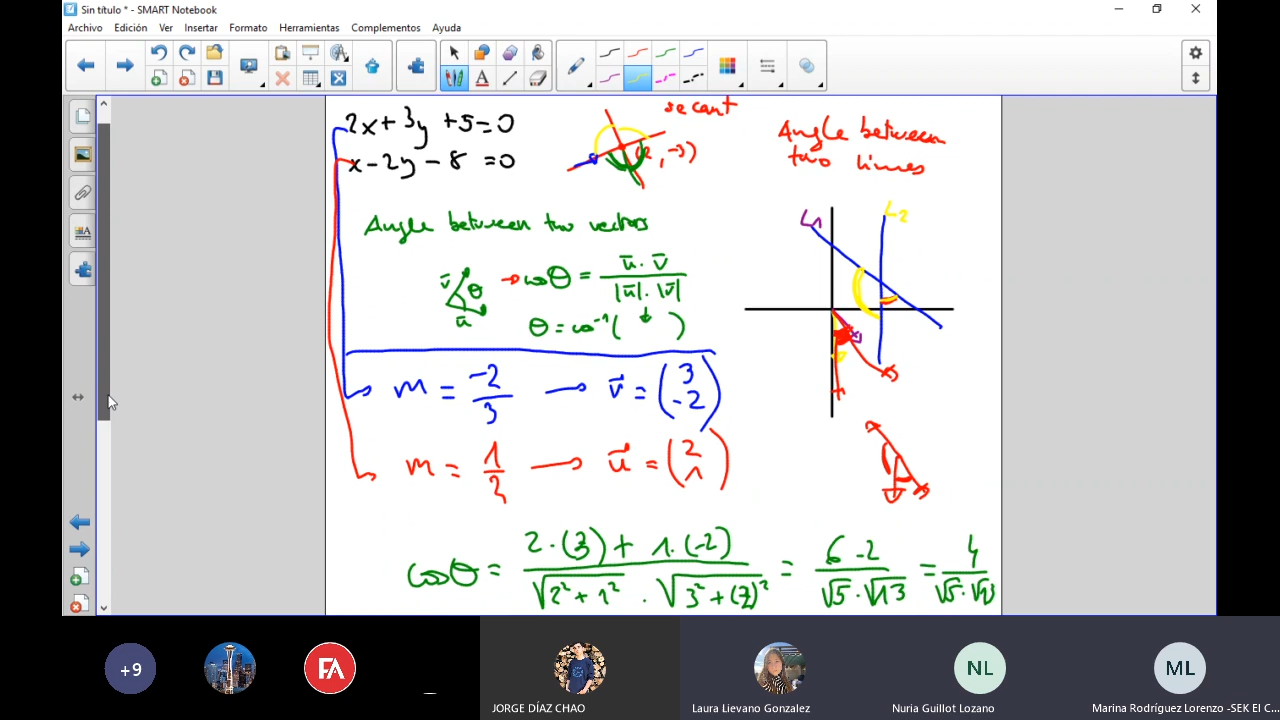 Sin título * - SMART Notebook
Archivo Edición Ver Insertar Formato Herramientas Complementos Ayuda
2x+3y+5=0
x-2y-8=0
secant
Angle between
two lines
Angle between two vectors
v̅ θ u̅
→ cosθ = u̅ · v̅ / |u̅| · |v̅|
θ = cos⁻¹( ↓ )
L1
L2
m = -2/3 → v⃗ = (3 -2)
m = 1/2 → u⃗ = (2 1)
cosθ = 2·(3) + 1·(-2) / √2²+1² · √3²+(-2)² = 6-2 / √5·√13 = 4 / √5·√13
+9
FA
NL
ML
JORGE DÍAZ CHAO
Laura Lievano Gonzalez
Nuria Guillot Lozano
Marina Rodríguez Lorenzo -SEK El C...